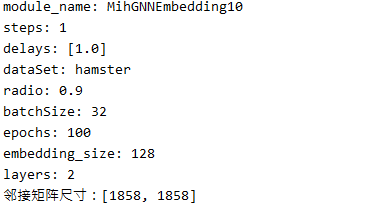 module_name: MihGNNEmbedding10
steps: 1
delays: [1.0]
dataSet: hamster
radio: 0.9
batchSize: 32
epochs: 100
embedding_size: 128
layers: 2
邻接矩阵尺寸：[1858, 1858]